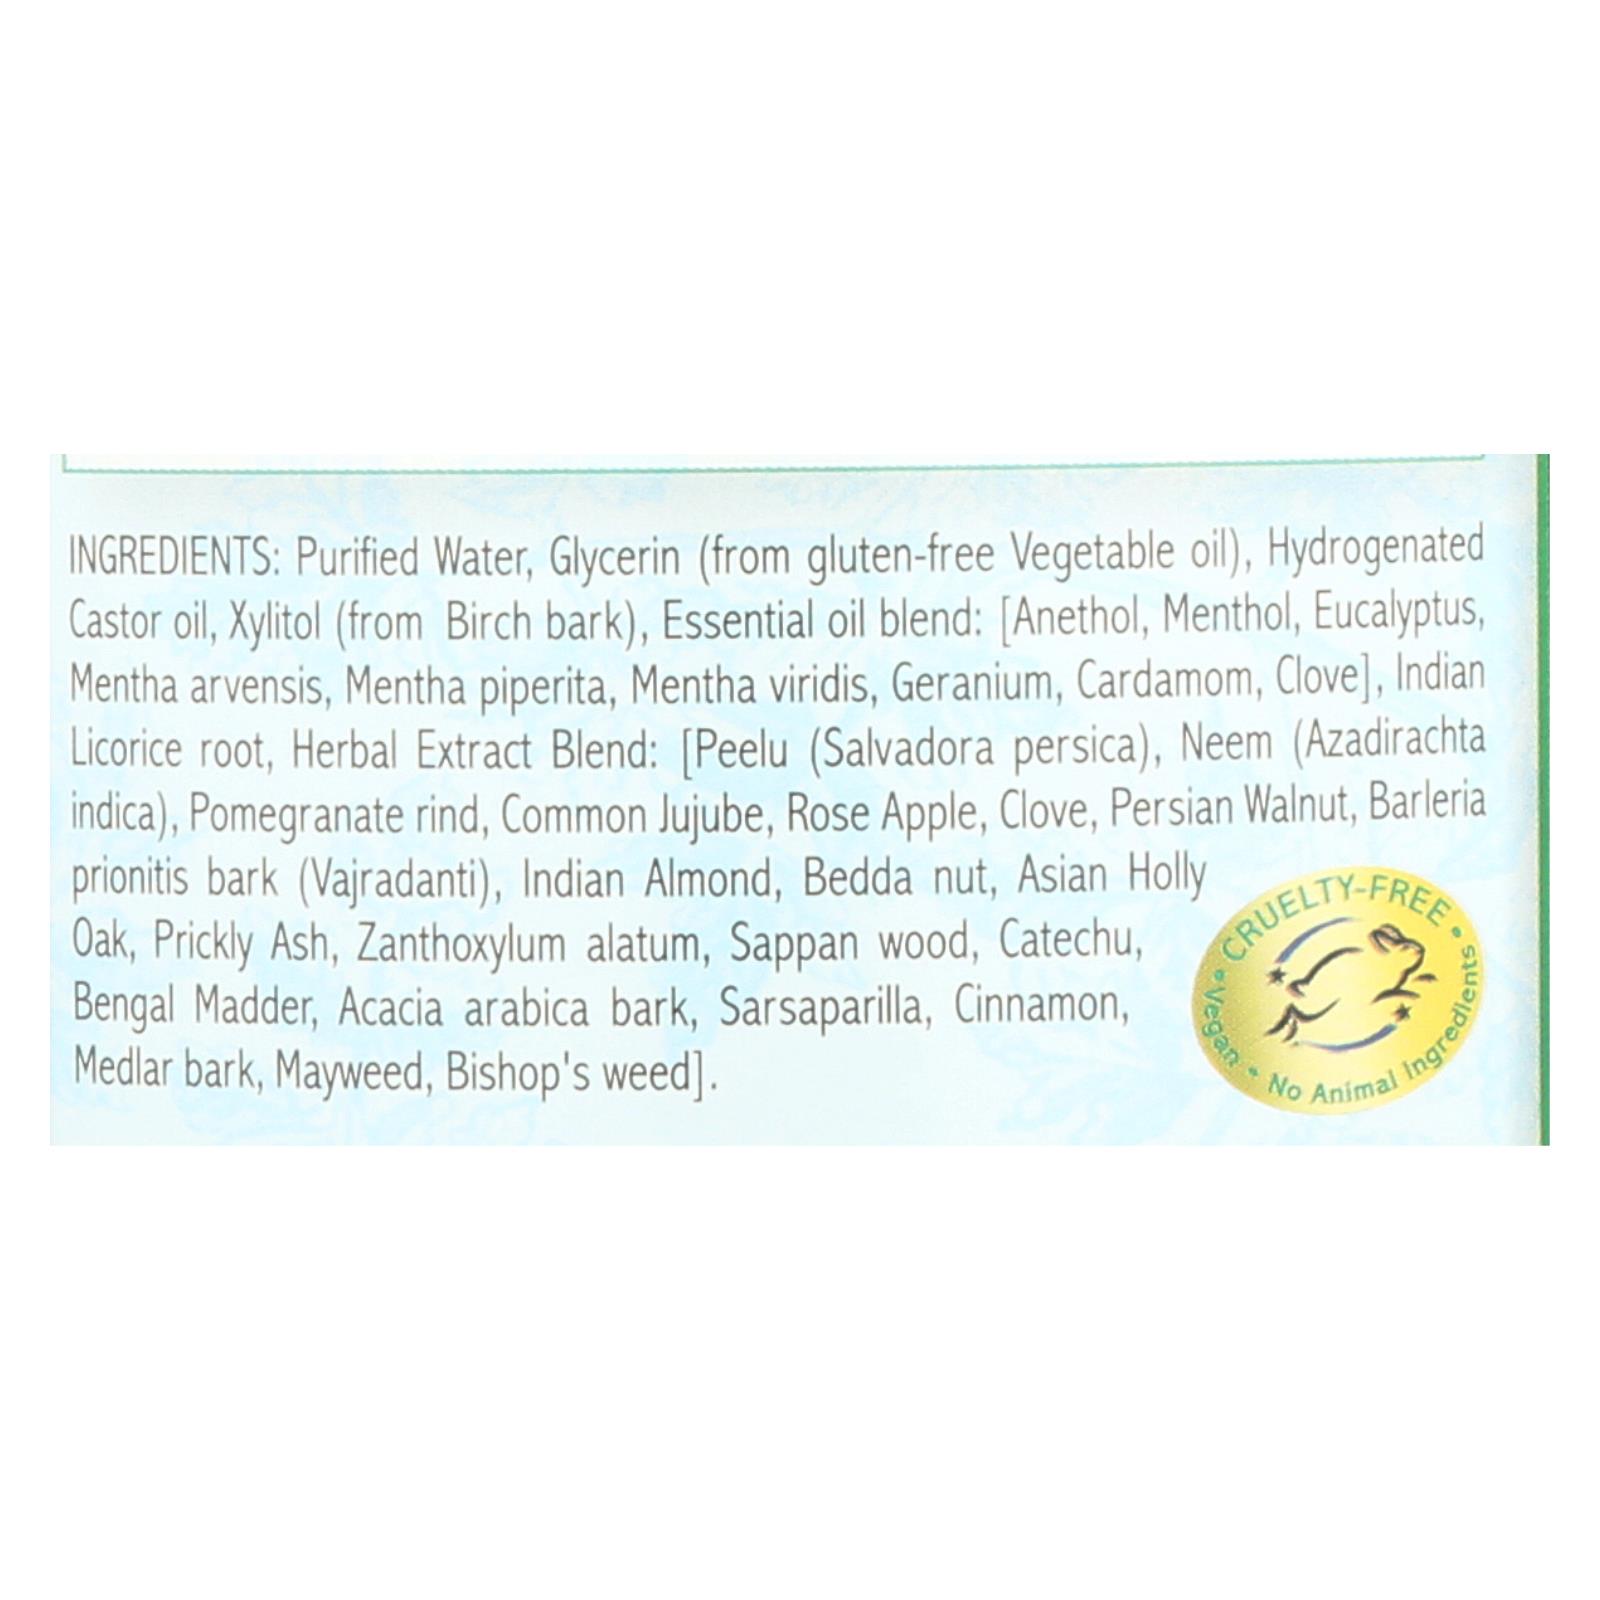 INGREDIENTS: Purified Water, Glycerin (from gluten-free Vegetable oil), Hydrogenated
Castor oil, Xylitol (from Birch bark), Essential oil blend: [Anethol, Menthol, Eucalyptus,
Mentha arvensis, Mentha piperita, Mentha viridis, Geranium, Cardamom, Clove], Indian
Licorice root, Herbal Extract Blend: [Peelu (Salvadora persica), Neem (Azadirachta
indica), Pomegranate rind, Common Jujube, Rose Apple, Clove, Persian Walnut, Barleria
prionitis bark (Vajradanti), Indian Almond, Bedda nut, Asian Holly
Oak, Prickly Ash, Zanthoxylum alatum, Sappan wood, Catechu,
Bengal Madder, Acacia arabica bark, Sarsaparilla, Cinnamon,
Medlar bark, Mayweed, Bishop's weed].
• CRUELTY-FREE •
Vegan • No Animal Ingredients